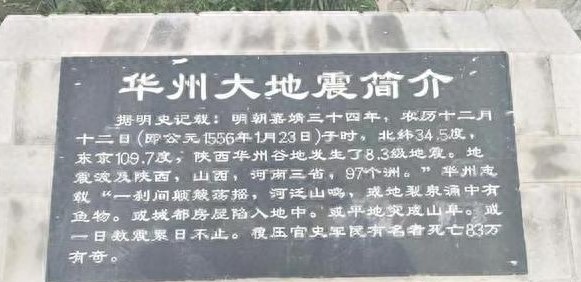 华州大地震简介
据明史记载：明朝嘉靖三十四年，农历十二月
十二日(即公元1556年1月23日)子时，北纬34.5度，
东京109.7度，陕西华州谷地发生了8.3级地震。地
震波及陕西，山西，河南三省，97个洲。”华州志
载“一刹间颠簸荡摇，河迁山鸣，或地裂泉涌中有
鱼物。或城郭房屋陷入地中。或平地突成山阜。或
一日数震累日不止。覆压官吏军民有名者死亡83万
有奇。